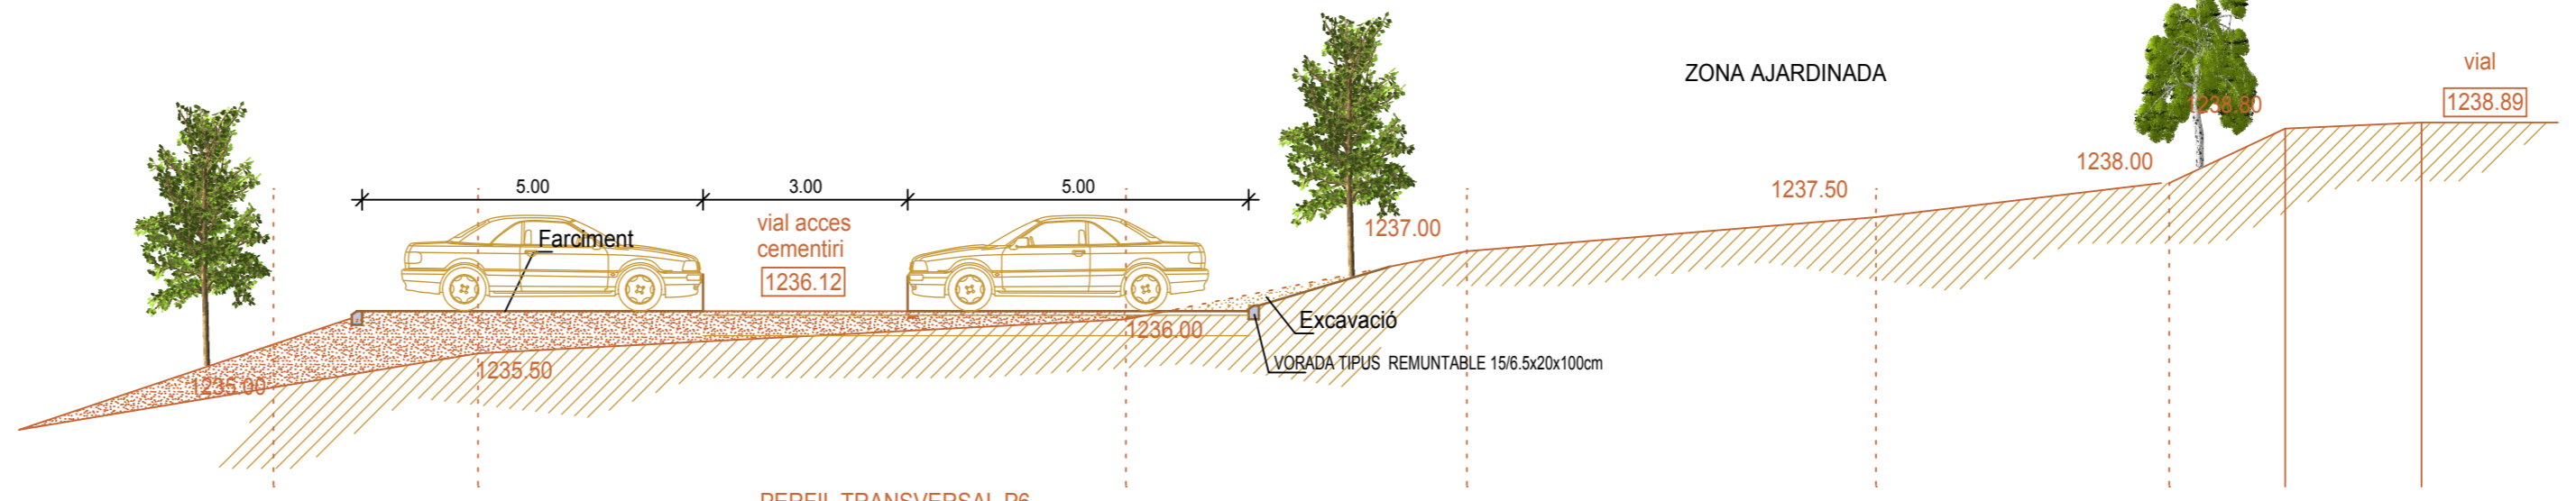 ZONA AJARDINADA
vial
1238.89
1238.80
1238.00
1237.50
1237.00
5.00
3.00
5.00
vial acces
cementiri
1236.12
Farciment
Excavació
1236.00
VORADA TIPUS REMUNTABLE 15/6.5x20x100cm
1235.50
1235.00
PERFIL TRANSVERSAL P6